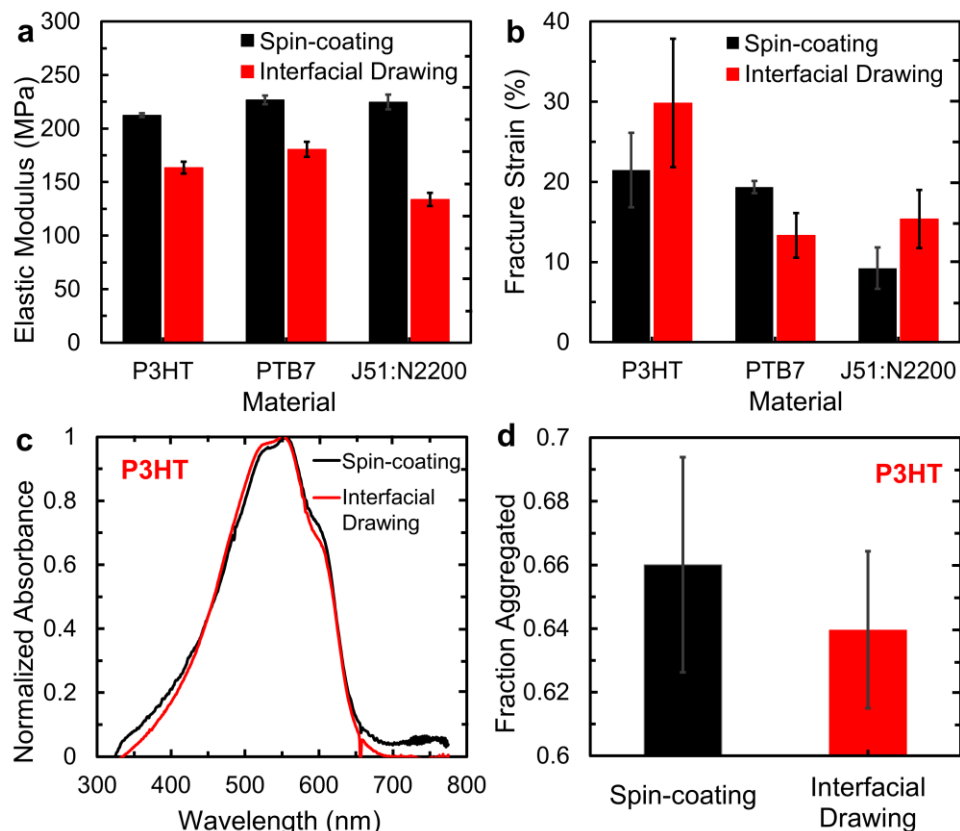 a
Spin-coating
Interfacial Drawing
Elastic Modulus (MPa)
300
250
225
150
100
50
0
P3HT PTB7 J51:N2200
Material
b
Spin-coating
Interfacial Drawing
Fracture Strain (%)
40
30
20
10
0
P3HT PTB7 J51:N2200
Material
c
P3HT
Spin-coating
Interfacial
Drawing
Normalized Absorbance
1
0.8
0.6
0.4
0.2
0
300 400 500 600 700 800
Wavelength (nm)
d
P3HT
Fraction Aggregated
0.7
0.66
0.64
0.62
0.6
Spin-coating
Interfacial
Drawing